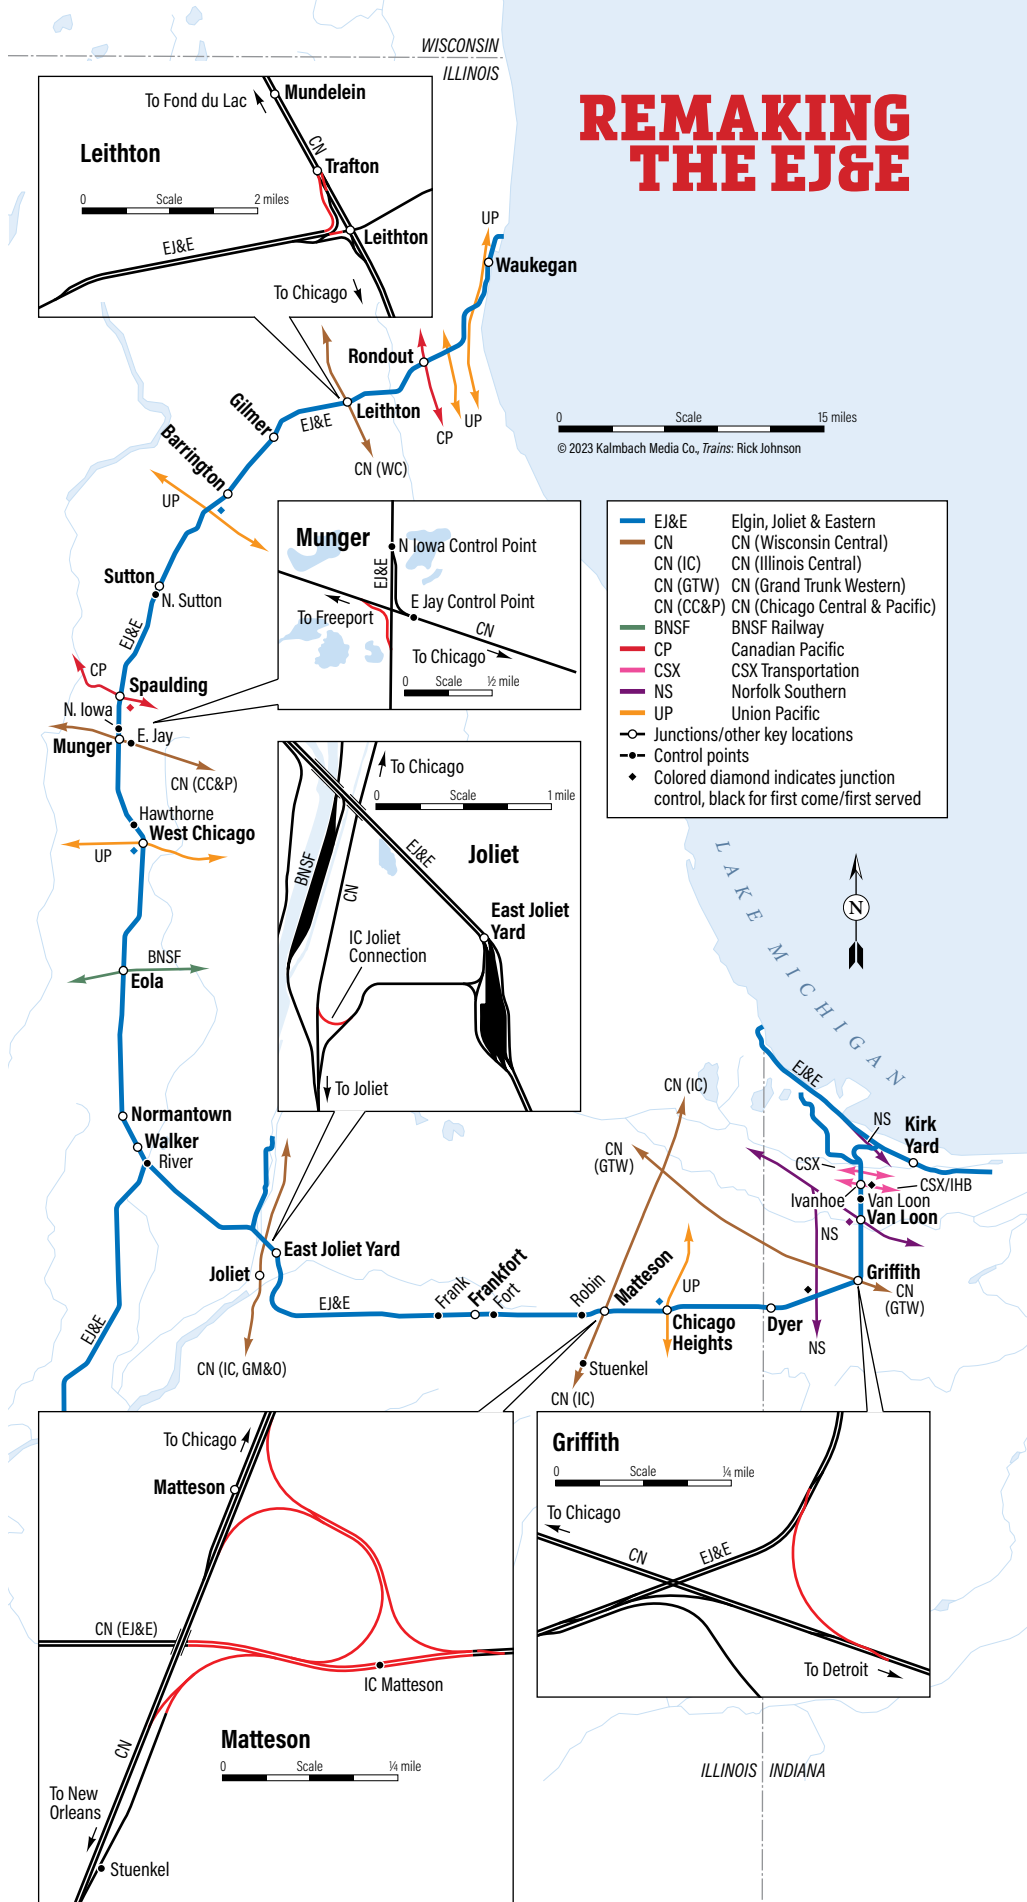 WISCONSIN
ILLINOIS
REMAKING
THE EJ&E
Leithton
To Fond du Lac
Mundelein
CN
Trafton
0 Scale 2 miles
EJ&E
Leithton
To Chicago
UP
Waukegan
Rondout
Leithton
EJ&E
CP
UP
CN (WC)
Gilmer
Barrington
UP
0 Scale 15 miles
© 2023 Kalmbach Media Co., Trains: Rick Johnson
Munger
N Iowa Control Point
EJ&E
E Jay Control Point
To Freeport
CN
To Chicago
0 Scale ½ mile
EJ&E Elgin, Joliet & Eastern
CN CN (Wisconsin Central)
CN (IC) CN (Illinois Central)
CN (GTW) CN (Grand Trunk Western)
CN (CC&P) CN (Chicago Central & Pacific)
BNSF BNSF Railway
CP Canadian Pacific
CSX CSX Transportation
NS Norfolk Southern
UP Union Pacific
Junctions/other key locations
Control points
Colored diamond indicates junction
control, black for first come/first served
Sutton
N. Sutton
EJ&E
CP
Spaulding
N. Iowa
Munger
E. Jay
CN (CC&P)
Hawthorne
West Chicago
UP
BNSF
Eola
To Chicago
0 Scale 1 mile
EJ&E
Joliet
BNSF
CN
East Joliet
Yard
IC Joliet
Connection
To Joliet
N
LAKE MICHIGAN
Normantown
Walker
River
EJ&E
East Joliet Yard
Joliet
CN (IC, GM&O)
EJ&E
Frank
Frankfort
Fort
Robin
Matteson
CN (IC)
CN
(GTW)
UP
Chicago
Heights
Stuenkel
CN (IC)
Dyer
NS
NS
EJ&E
NS
Kirk
Yard
CSX
CSX/IHB
Ivanhoe
Van Loon
Van Loon
Griffith
CN
(GTW)
To Chicago
Matteson
CN (EJ&E)
IC Matteson
Matteson
0 Scale ¼ mile
CN
To New
Orleans
Stuenkel
Griffith
0 Scale ¼ mile
To Chicago
CN
EJ&E
To Detroit
ILLINOIS
INDIANA